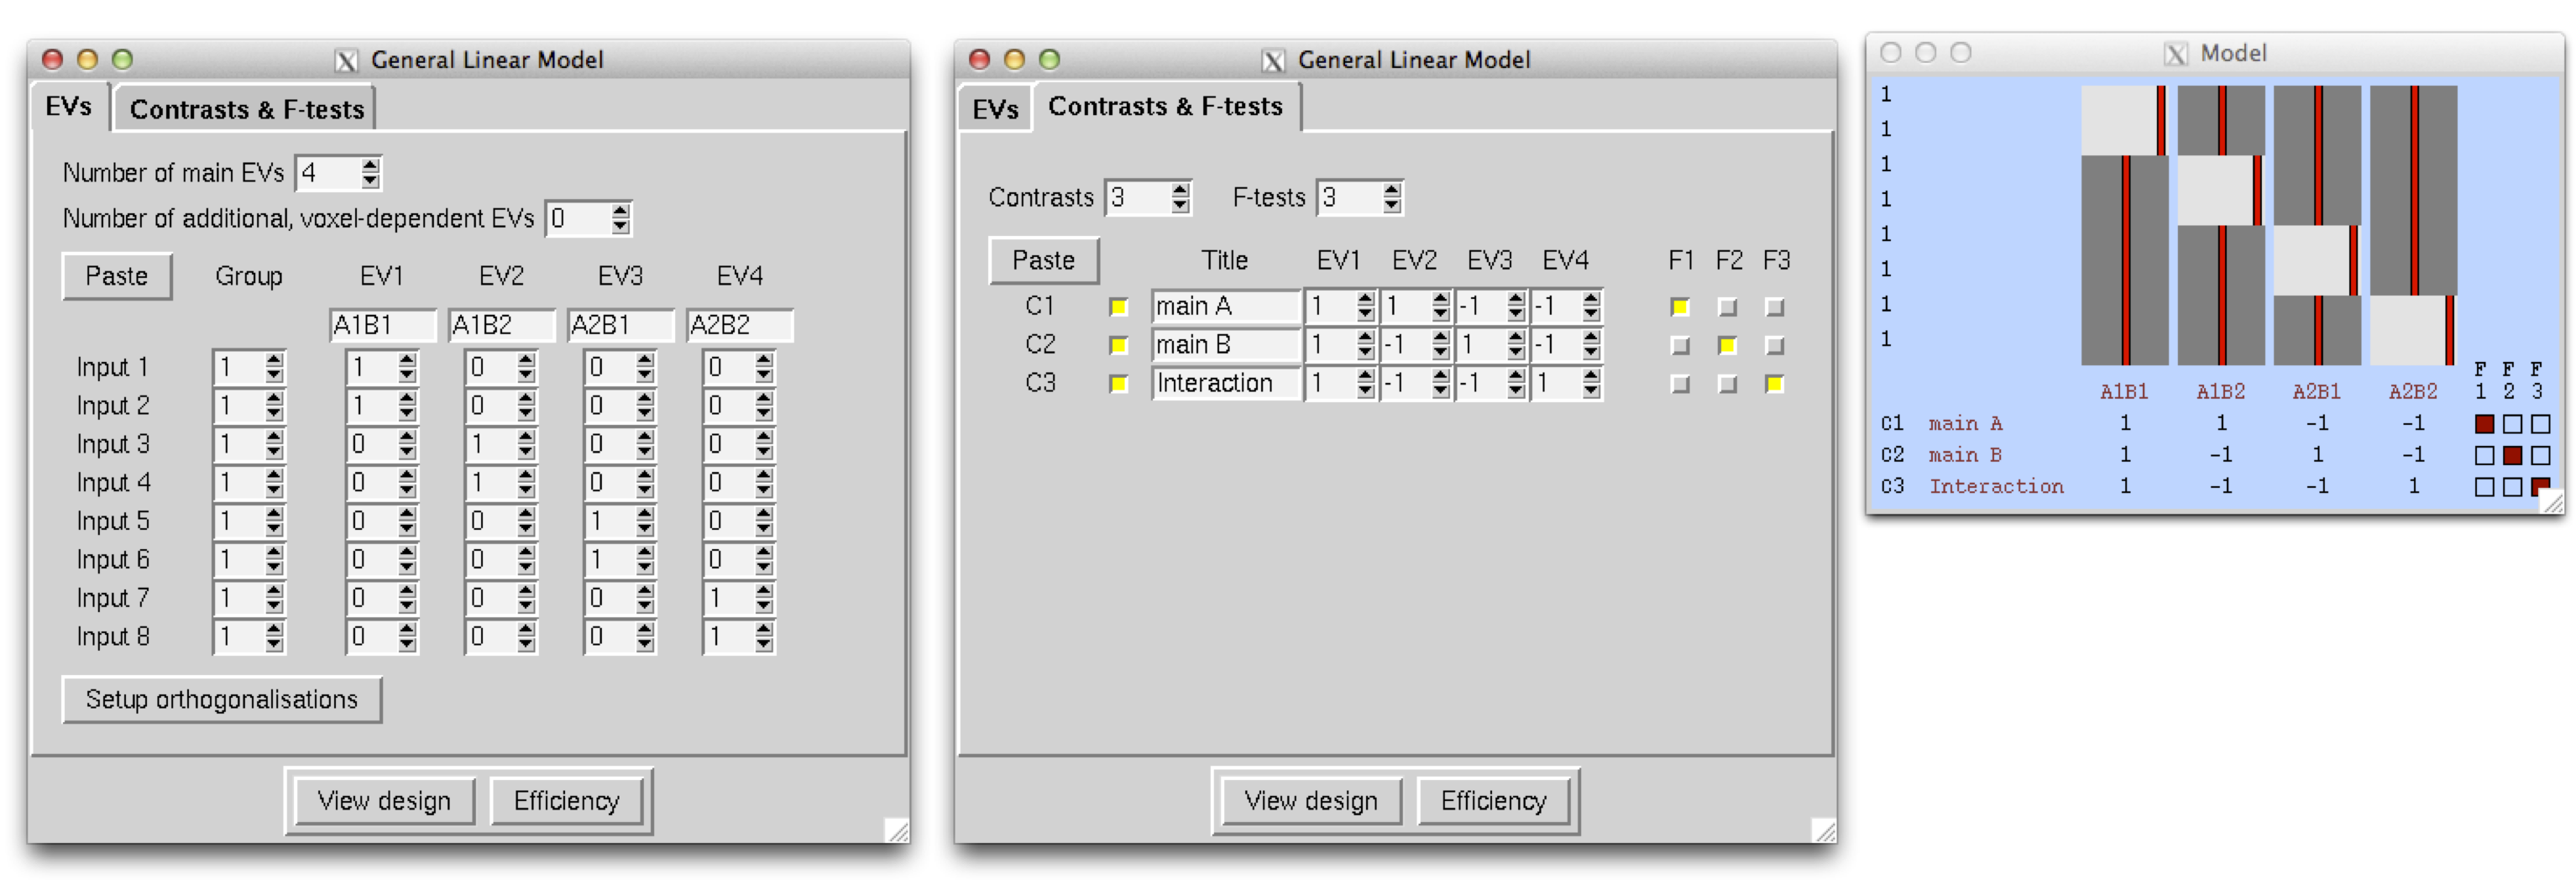 General Linear Model
EVs Contrasts & F-tests
Number of main EVs 4
Number of additional, voxel-dependent EVs 0
Paste Group EV1 EV2 EV3 EV4
A1B1 A1B2 A2B1 A2B2
Input 1 1 1 0 0 0
Input 2 1 1 0 0 0
Input 3 1 0 1 0 0
Input 4 1 0 1 0 0
Input 5 1 0 0 1 0
Input 6 1 0 0 1 0
Input 7 1 0 0 0 1
Input 8 1 0 0 0 1
Setup orthogonalisations
View design Efficiency
General Linear Model
EVs Contrasts & F-tests
Contrasts 3 F-tests 3
Paste Title EV1 EV2 EV3 EV4 F1 F2 F3
C1 main A 1 1 -1 -1
C2 main B 1 -1 1 -1
C3 Interaction 1 -1 -1 1
View design Efficiency
Model
1
1
1
1
1
1
1
1
F F F
A1B1 A1B2 A2B1 A2B2 1 2 3
C1 main A 1 1 -1 -1
C2 main B 1 -1 1 -1
C3 Interaction 1 -1 -1 1